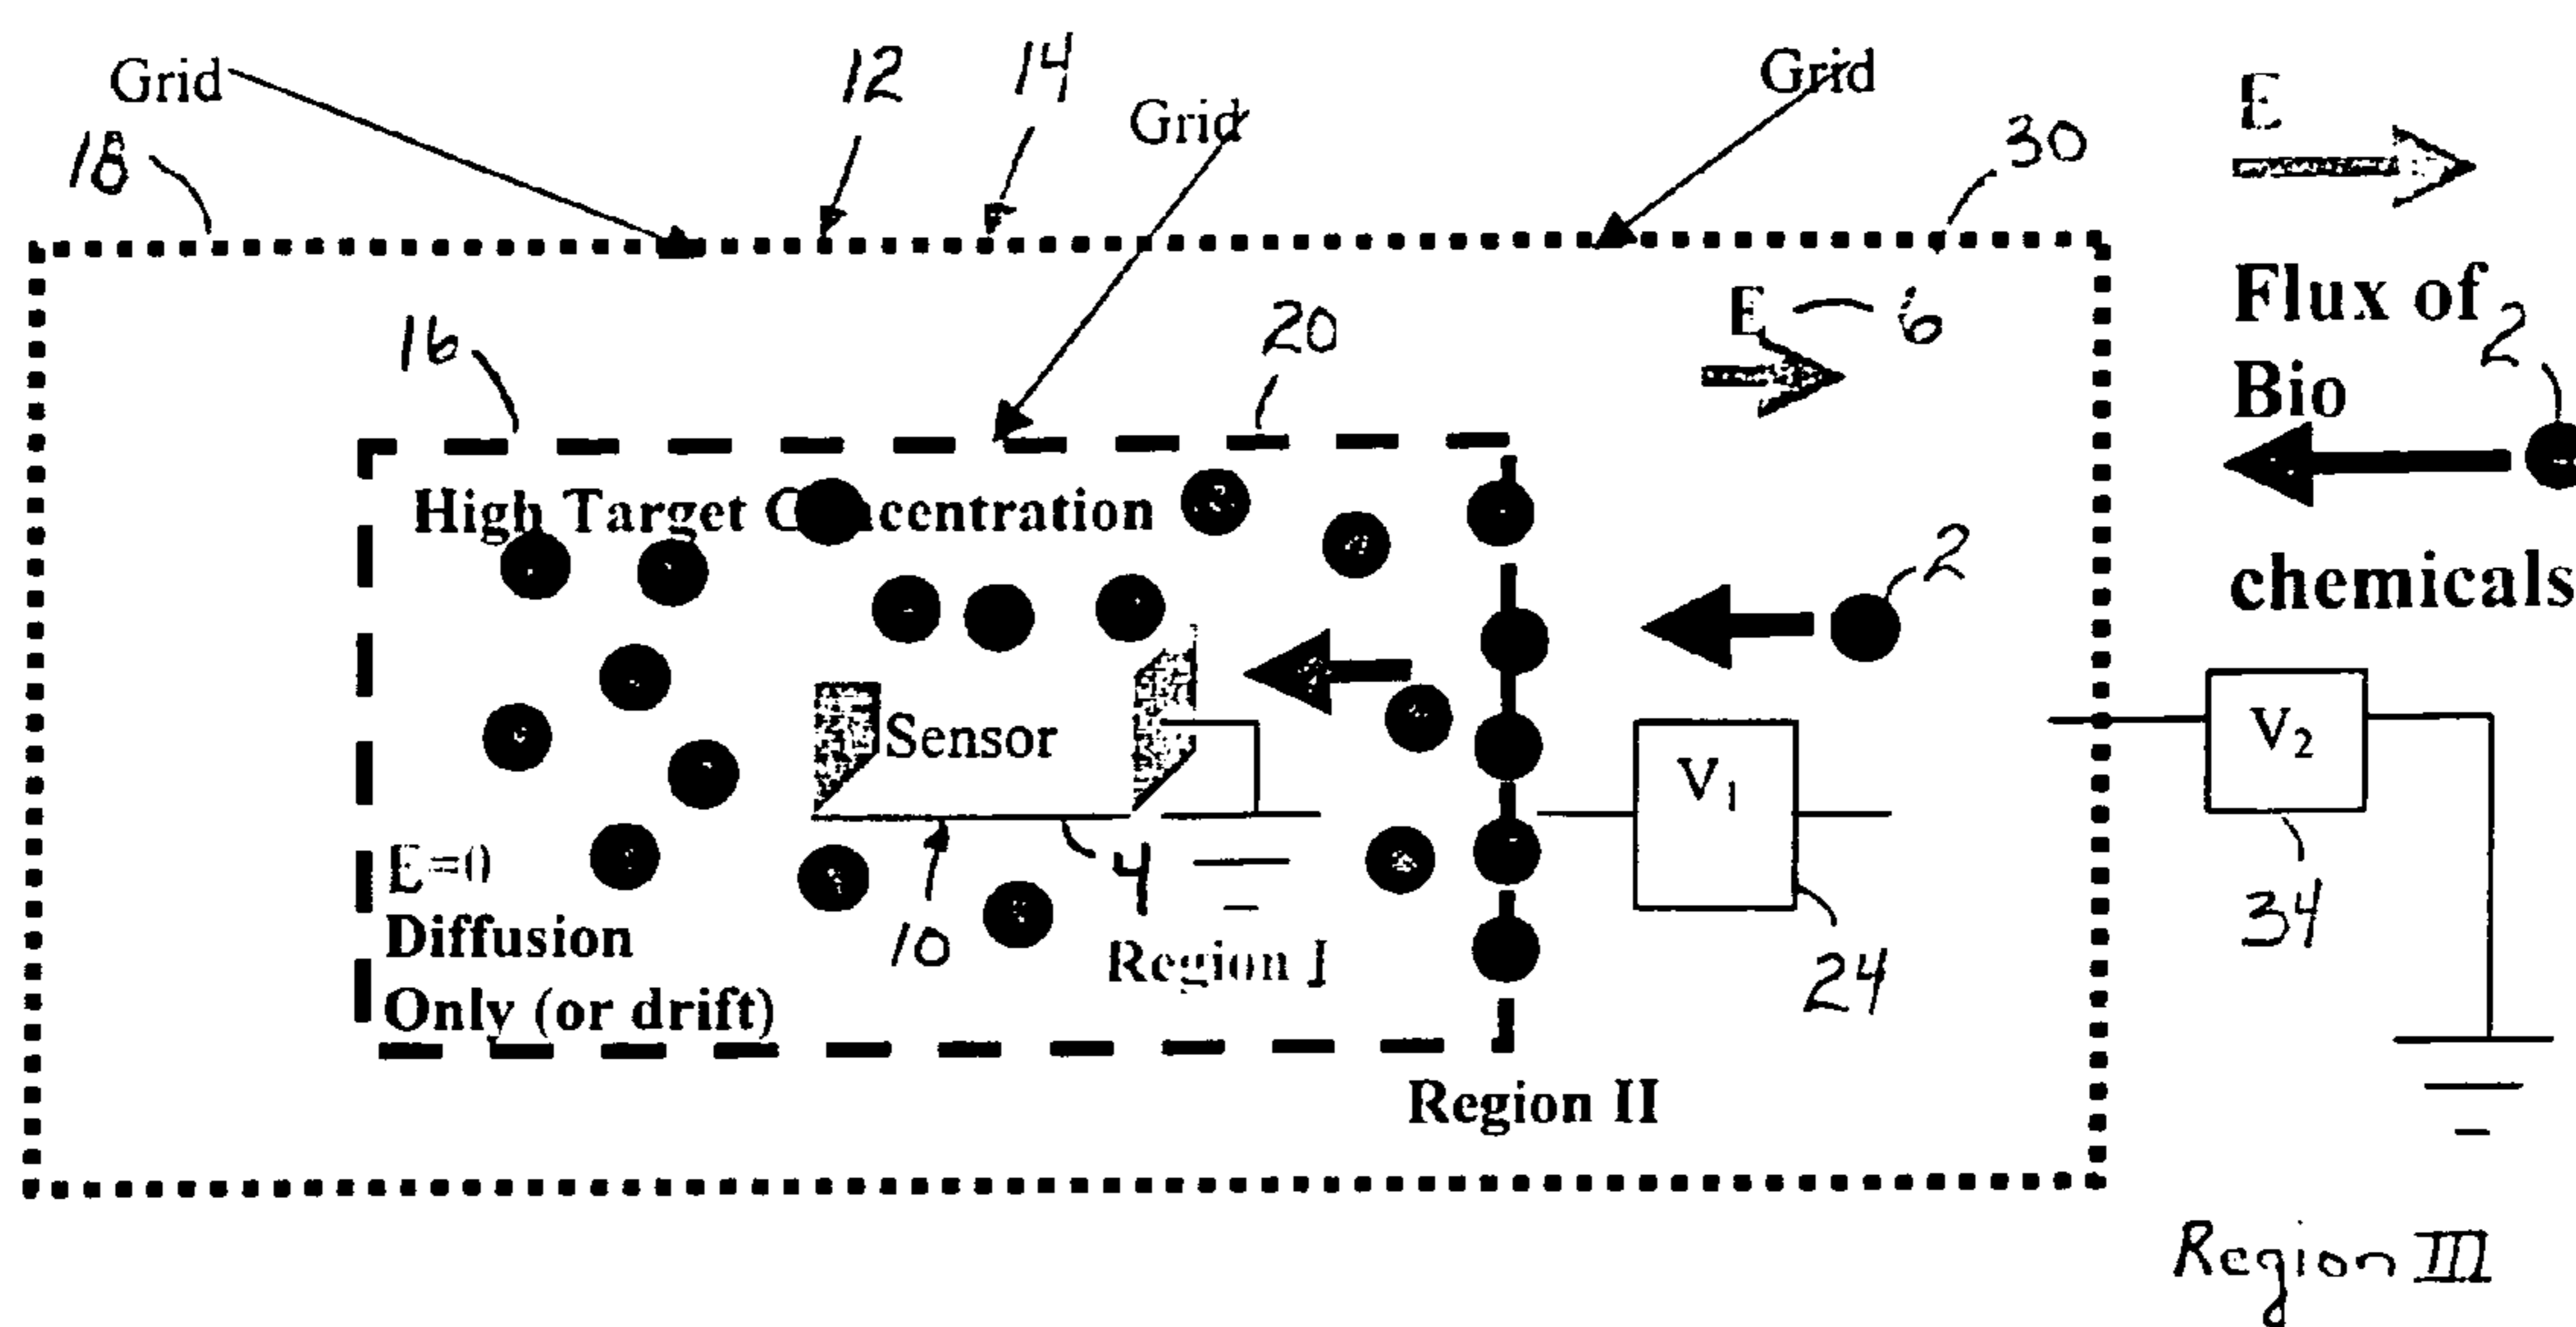 Grid
12
14
Grid
Grid
E
18
30
Flux of
2
Bio
chemicals
16
20
E
6
High Target Concentration
2
Sensor
V1
V2
E=0
4
10
Diffusion
Only (or drift)
Region I
24
34
Region II
Region III